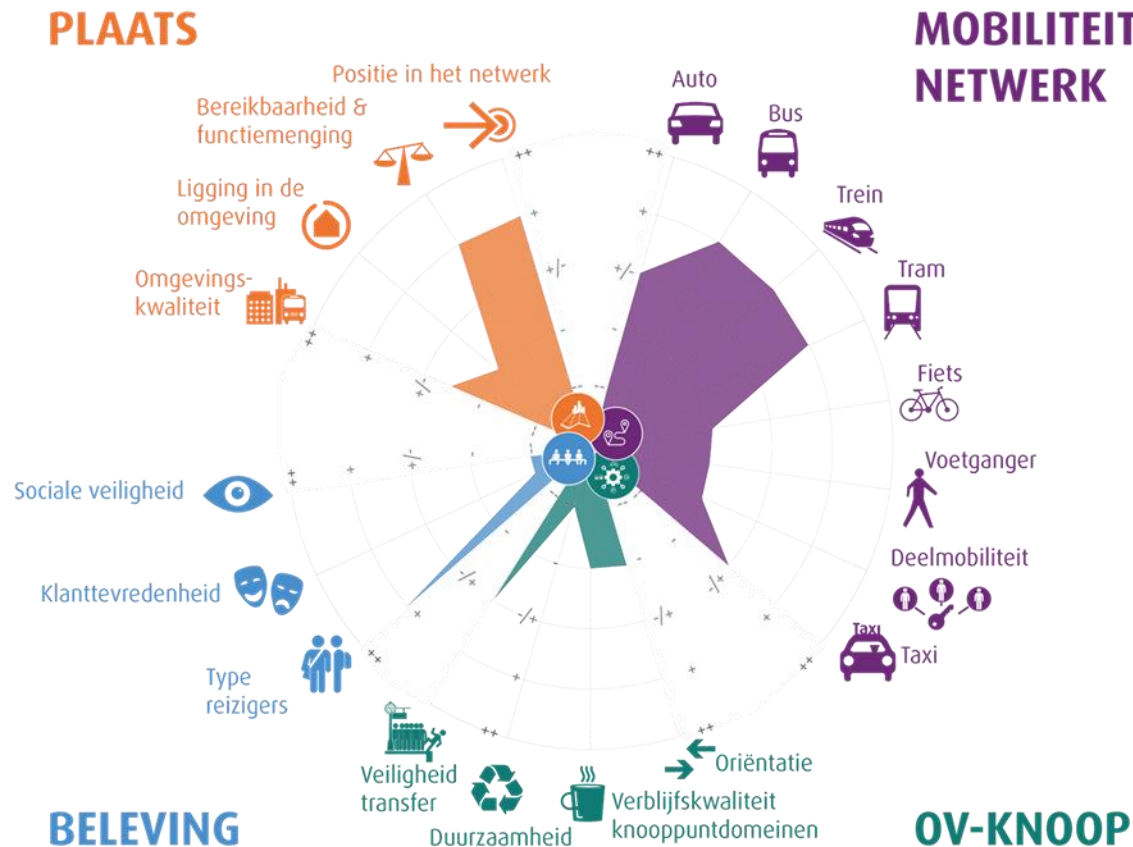 PLAATS
MOBILITEIT
NETWERK
Positie in het netwerk
Bereikbaarheid &
functiemenging
Ligging in de
omgeving
Omgevings-
kwaliteit
Auto
Bus
Trein
Tram
Fiets
Voetganger
Deelmobiliteit
Taxi
Taxi
++
++
+
+
+/-
+/-
-
-
++
+
+/-
-
++
+
+/-
-
Sociale veiligheid
Klanttevredenheid
Type
reizigers
-
+/-
+
++
-
+/-
+
++
-
+/-
+
++
-
+/-
+
++
Veiligheid
transfer
Duurzaamheid
Verblijfskwaliteit
knooppuntdomeinen
Oriëntatie
BELEVING
OV-KNOOP